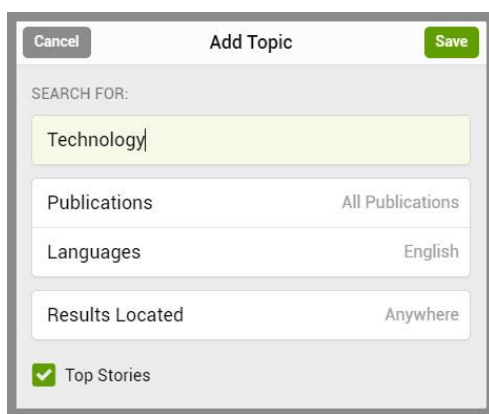 Cancel Add Topic Save
SEARCH FOR:
Technology
Publications All Publications
Languages English
Results Located Anywhere
Top Stories